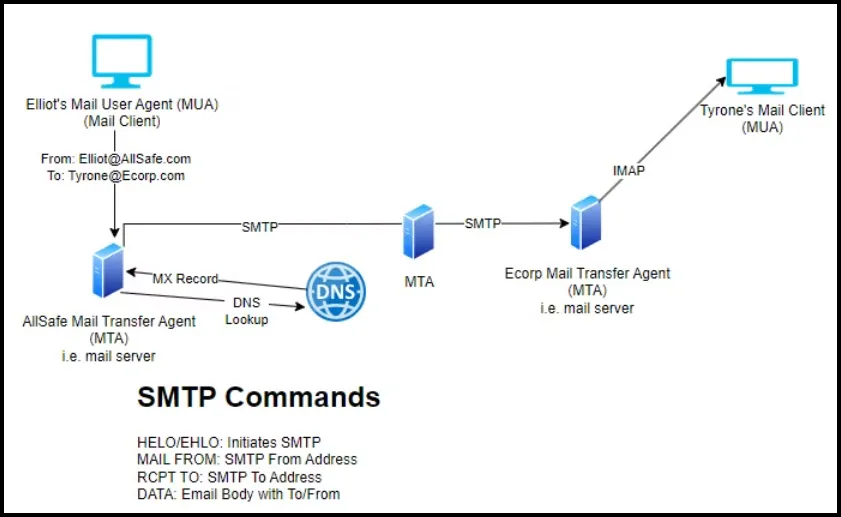 Elliot's Mail User Agent (MUA)
(Mail Client)
From: Elliot@AllSafe.com
To: Tyrone@Ecorp.com
Tyrone's Mail Client
(MUA)
IMAP
SMTP
SMTP
MTA
Ecorp Mail Transfer Agent
(MTA)
i.e. mail server
MX Record
DNS
DNS
Lookup
AllSafe Mail Transfer Agent
(MTA)
i.e. mail server
SMTP Commands
HELO/EHLO: Initiates SMTP
MAIL FROM: SMTP From Address
RCPT TO: SMTP To Address
DATA: Email Body with To/From